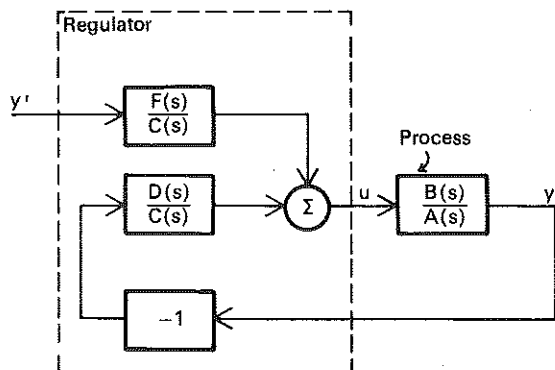 Regulator
y r
F(s)
C(s)
Process
D(s)
C(s)
Σ
u
B(s)
A(s)
y
−1